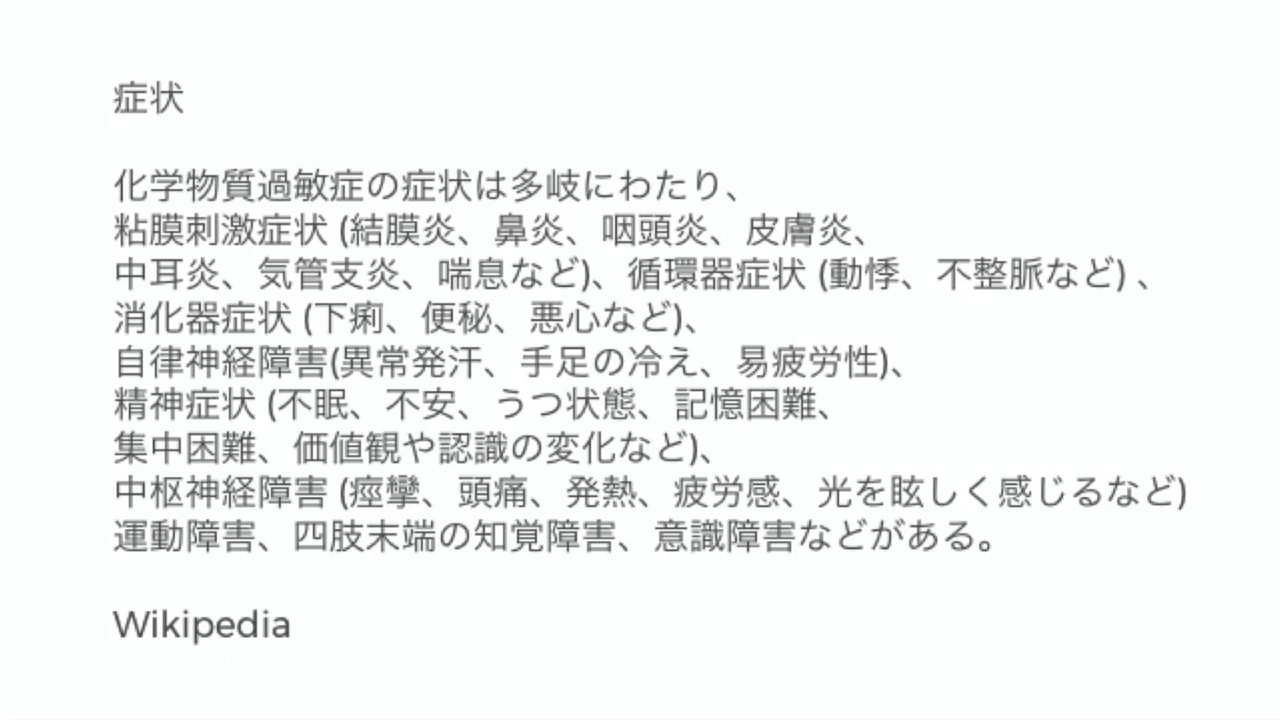 症状
化学物質過敏症の症状は多岐にわたり、
粘膜刺激症状 (結膜炎、鼻炎、咽頭炎、皮膚炎、
中耳炎、気管支炎、喘息など)、循環器症状 (動悸、不整脈など) 、
消化器症状 (下痢、便秘、悪心など)、
自律神経障害(異常発汗、手足の冷え、易疲労性)、
精神症状 (不眠、不安、うつ状態、記憶困難、
集中困難、価値観や認識の変化など)、
中枢神経障害 (痙攣、頭痛、発熱、疲労感、光を眩しく感じるなど)
運動障害、四肢末端の知覚障害、意識障害などがある。
Wikipedia